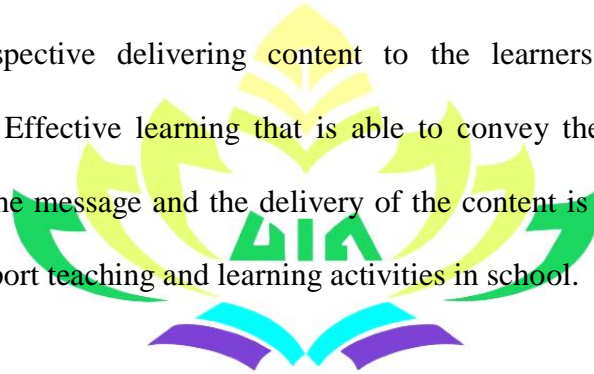 spective delivering content to the learners
Effective learning that is able to convey the
ne message and the delivery of the content is
port teaching and learning activities in school.
UIN